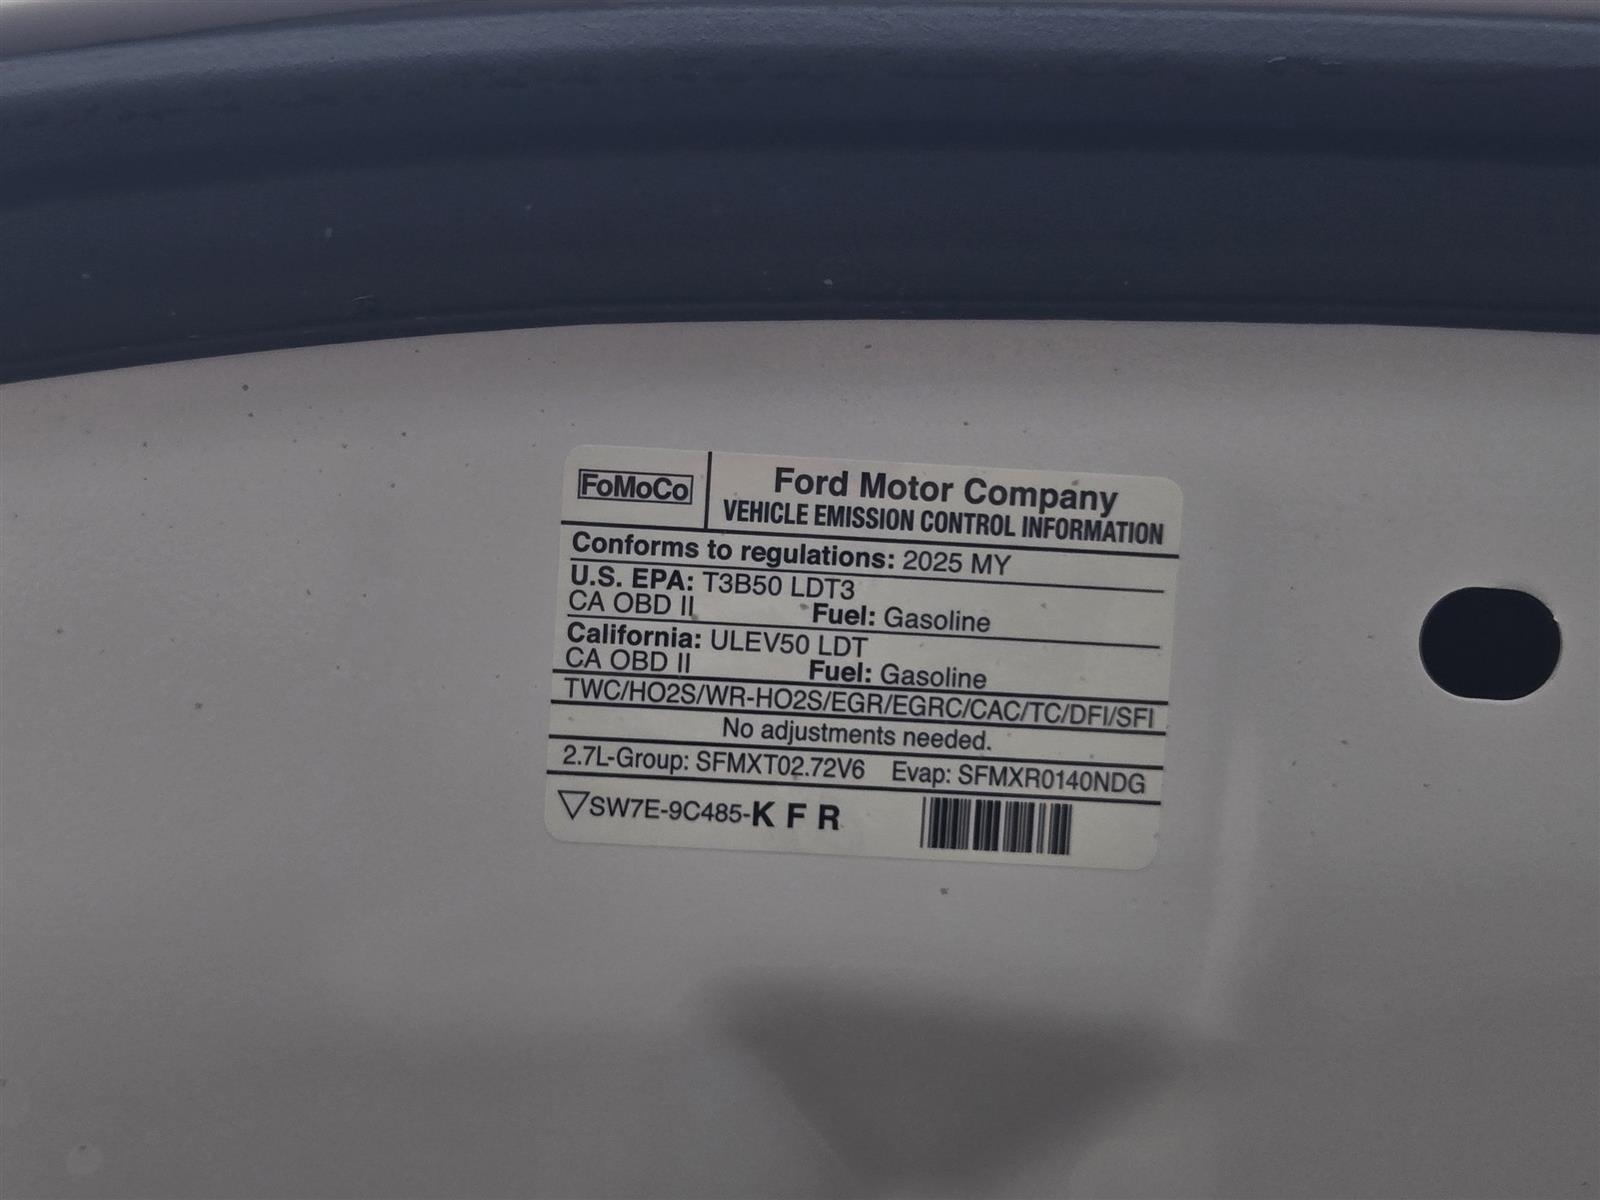 FoMoCo
Ford Motor Company
VEHICLE EMISSION CONTROL INFORMATION
Conforms to regulations: 2025 MY
U.S. EPA: T3B50 LDT3
CA OBD II Fuel: Gasoline
California: ULEV50 LDT
CA OBD II Fuel: Gasoline
TWC/HO2S/WR-HO2S/EGR/EGRC/CAC/TC/DFI/SFI
No adjustments needed.
2.7L-Group: SFMXT02.72V6 Evap: SFMXR0140NDG
SW7E-9C485-K F R